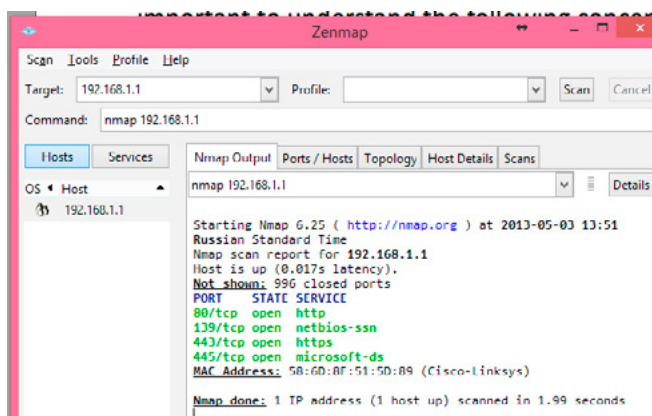 important to understand the following concep
Zenmap
Scan Tools Profile Help
Target: 192.168.1.1 Profile: Scan Cancel
Command: nmap 192.168.1.1
Hosts Services Nmap Output Ports / Hosts Topology Host Details Scans
OS Host nmap 192.168.1.1 Details
192.168.1.1
Starting Nmap 6.25 ( http://nmap.org ) at 2013-05-03 13:51
Russian Standard Time
Nmap scan report for 192.168.1.1
Host is up (0.017s latency).
Not shown: 996 closed ports
PORT STATE SERVICE
80/tcp open http
139/tcp open netbios-ssn
443/tcp open https
445/tcp open microsoft-ds
MAC Address: 58:6D:8F:51:5D:89 (Cisco-Linksys)
Nmap done: 1 IP address (1 host up) scanned in 1.99 seconds